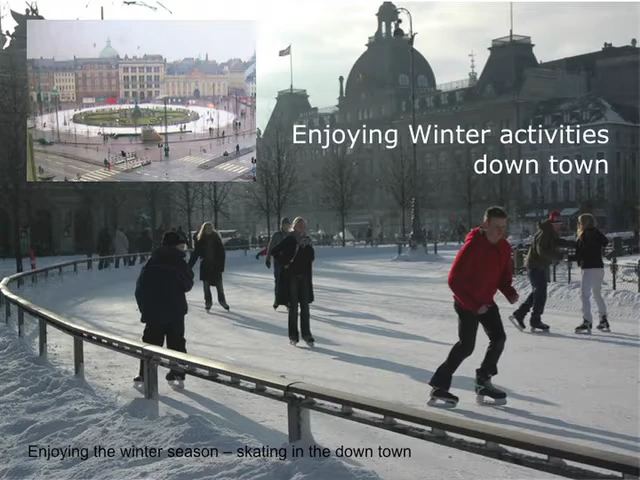 Enjoying Winter activities
down town
Enjoying the winter season – skating in the down town